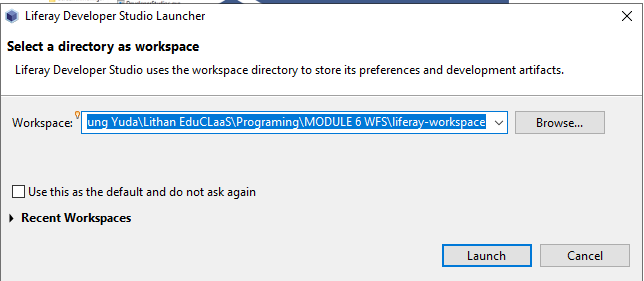 Liferay Developer Studio Launcher
Select a directory as workspace
Liferay Developer Studio uses the workspace directory to store its preferences and development artifacts.
Workspace: ung Yuda\Lithan EduCLaaS\Programing\MODULE 6 WFS\liferay-workspace Browse...
Use this as the default and do not ask again
Recent Workspaces
Launch Cancel